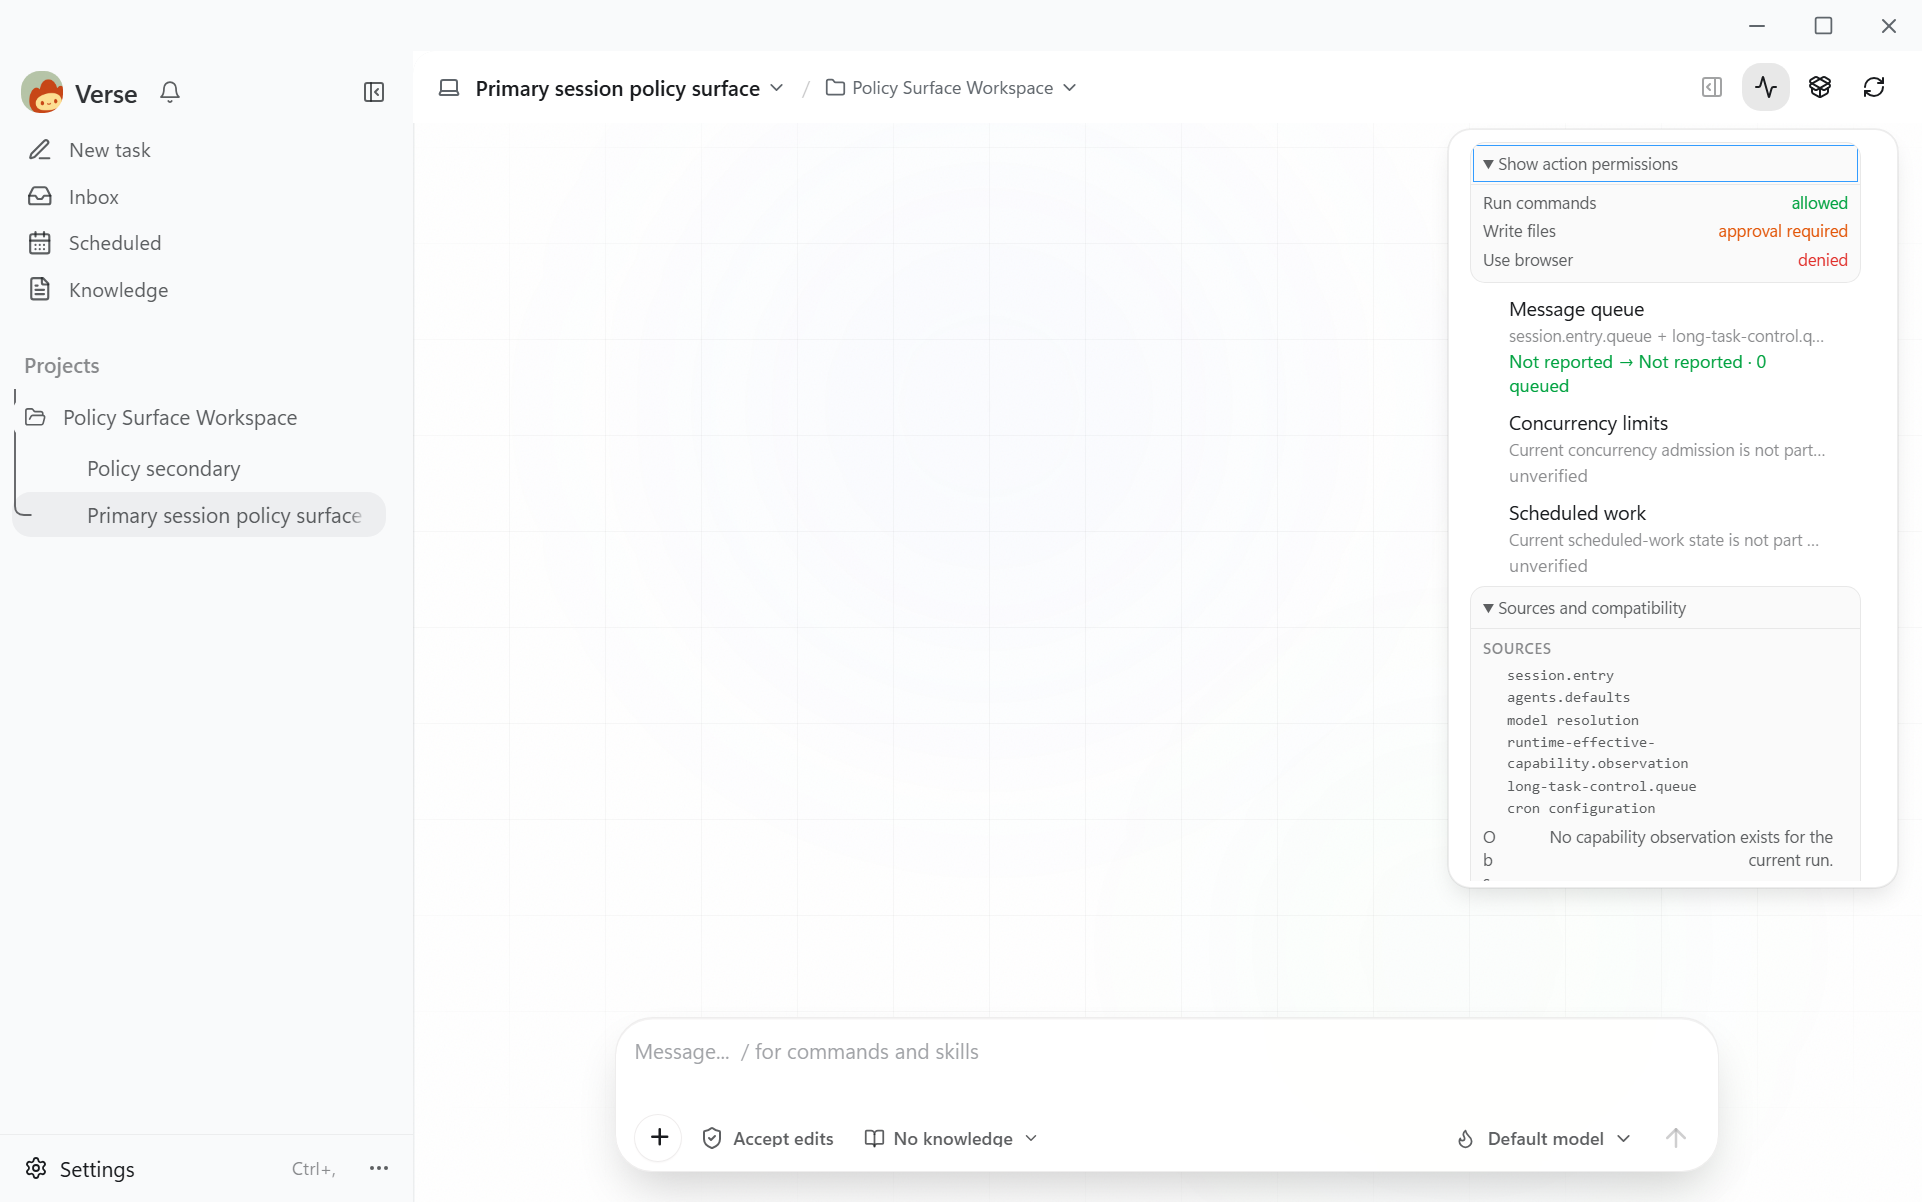 Verse
New task
Inbox
Scheduled
Knowledge
Projects
Policy Surface Workspace
Policy secondary
Primary session policy surface
Settings
Ctrl+,
Primary session policy surface
/
Policy Surface Workspace
▼ Show action permissions
Run commands allowed
Write files approval required
Use browser denied
Message queue
session.entry.queue + long-task-control.q...
Not reported → Not reported · 0
queued
Concurrency limits
Current concurrency admission is not part...
unverified
Scheduled work
Current scheduled-work state is not part ...
unverified
▼ Sources and compatibility
SOURCES
session.entry
agents.defaults
model resolution
runtime-effective-
capability.observation
long-task-control.queue
cron configuration
O No capability observation exists for the
b current run.
Message... / for commands and skills
Accept edits
No knowledge
Default model